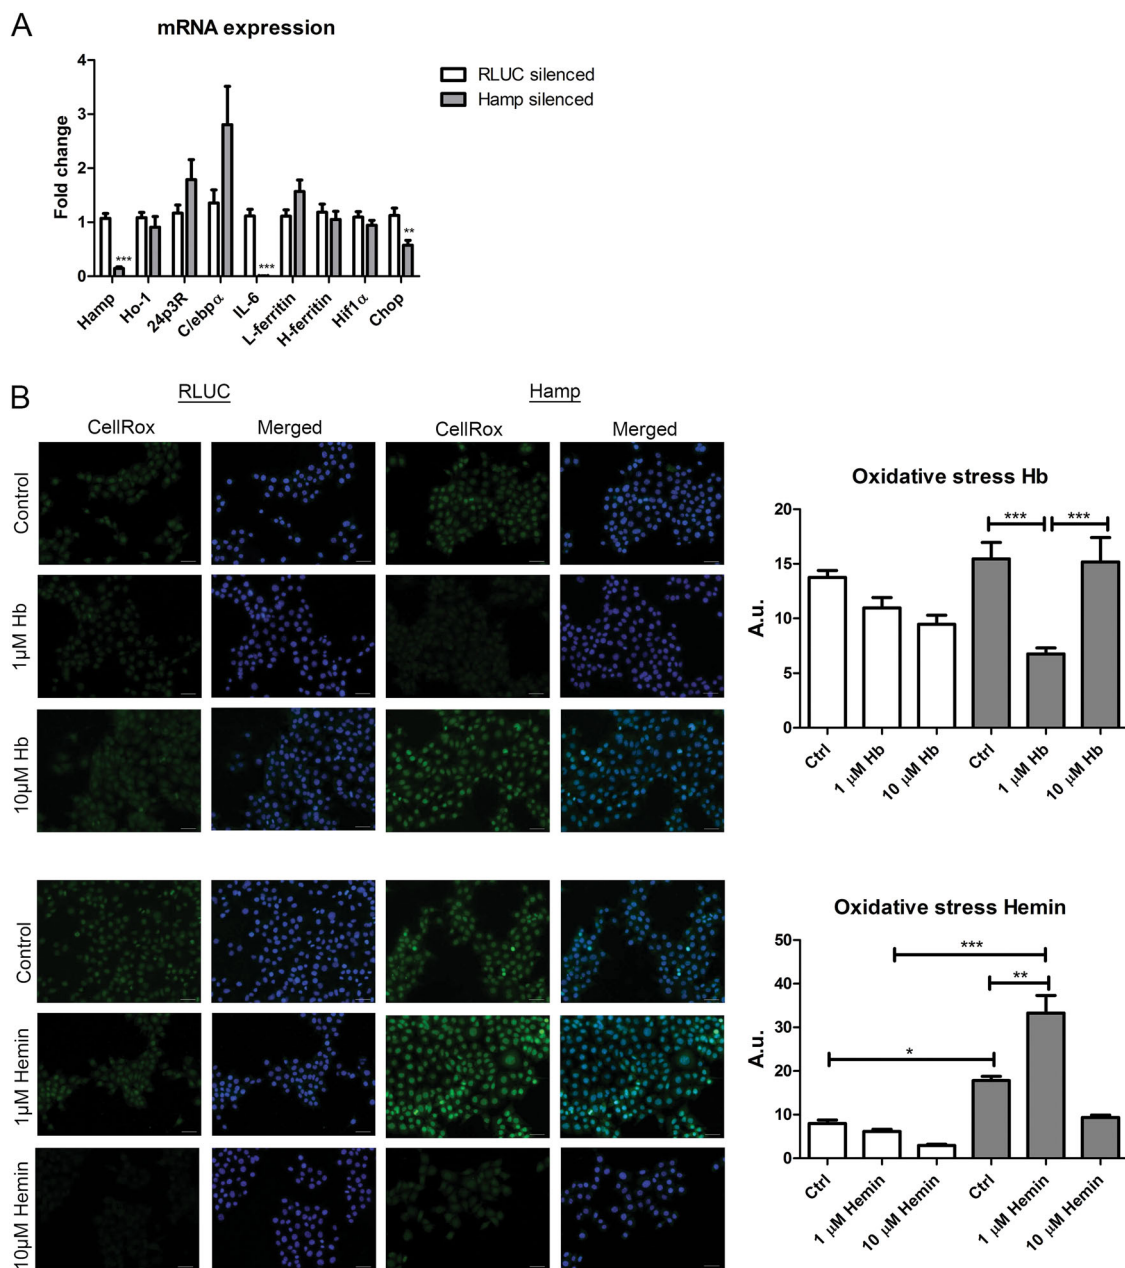 A
mRNA expression
Fold change
4
3
2
1
0
RLUC silenced
Hamp silenced
***
***
**
Hamp
Ho-1
24p3R
C/ebpα
IL-6
L-ferritin
H-ferritin
Hif1α
Chop
B
RLUC
Hamp
CellRox
Merged
CellRox
Merged
Control
1µM Hb
10µM Hb
Oxidative stress Hb
A.u.
20
15
10
5
0
***
***
Ctrl
1 µM Hb
10 µM Hb
Ctrl
1 µM Hb
10 µM Hb
Control
1µM Hemin
10µM Hemin
Oxidative stress Hemin
A.u.
50
40
30
20
10
0
***
**
*
Ctrl
1 µM Hemin
10 µM Hemin
Ctrl
1 µM Hemin
10 µM Hemin